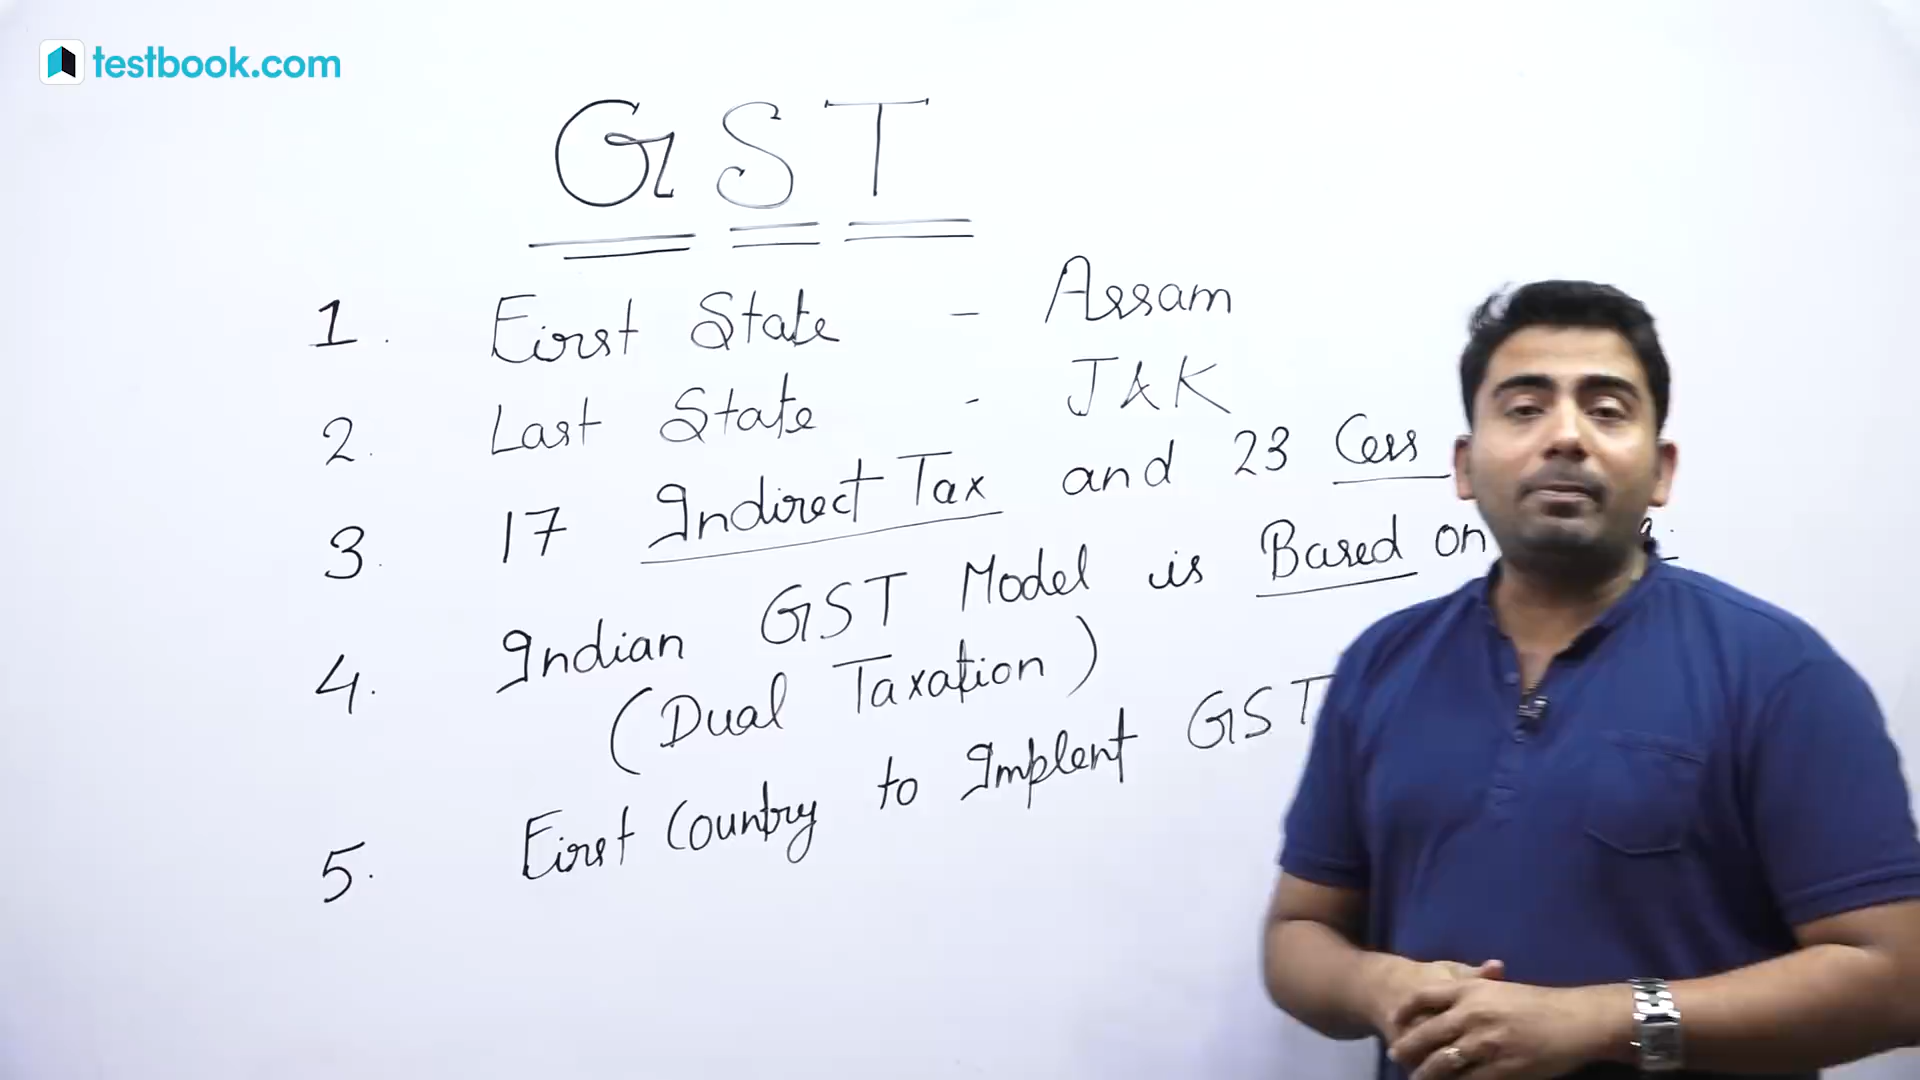 testbook.com
GST
1. First State - Assam
2. Last State - J&K
3. 17 Indirect Tax and 23 Cess
4. Indian GST Model is Based on
(Dual Taxation)
5. First Country to Implent GST